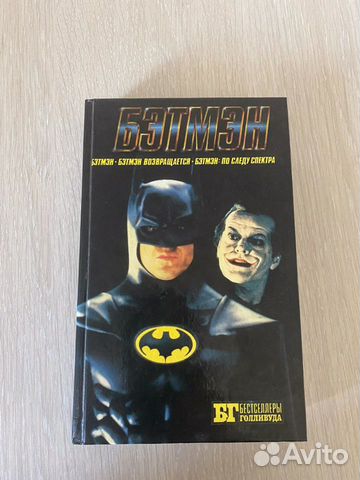 БЭТМЭН
БЭТМЭН • БЭТМЭН ВОЗВРАЩАЕТСЯ • БЭТМЭН: ПО СЛЕДУ СПЕКТРА
БГ БЕСТСЕЛЛЕРЫ
ГОЛЛИВУДА
Avito